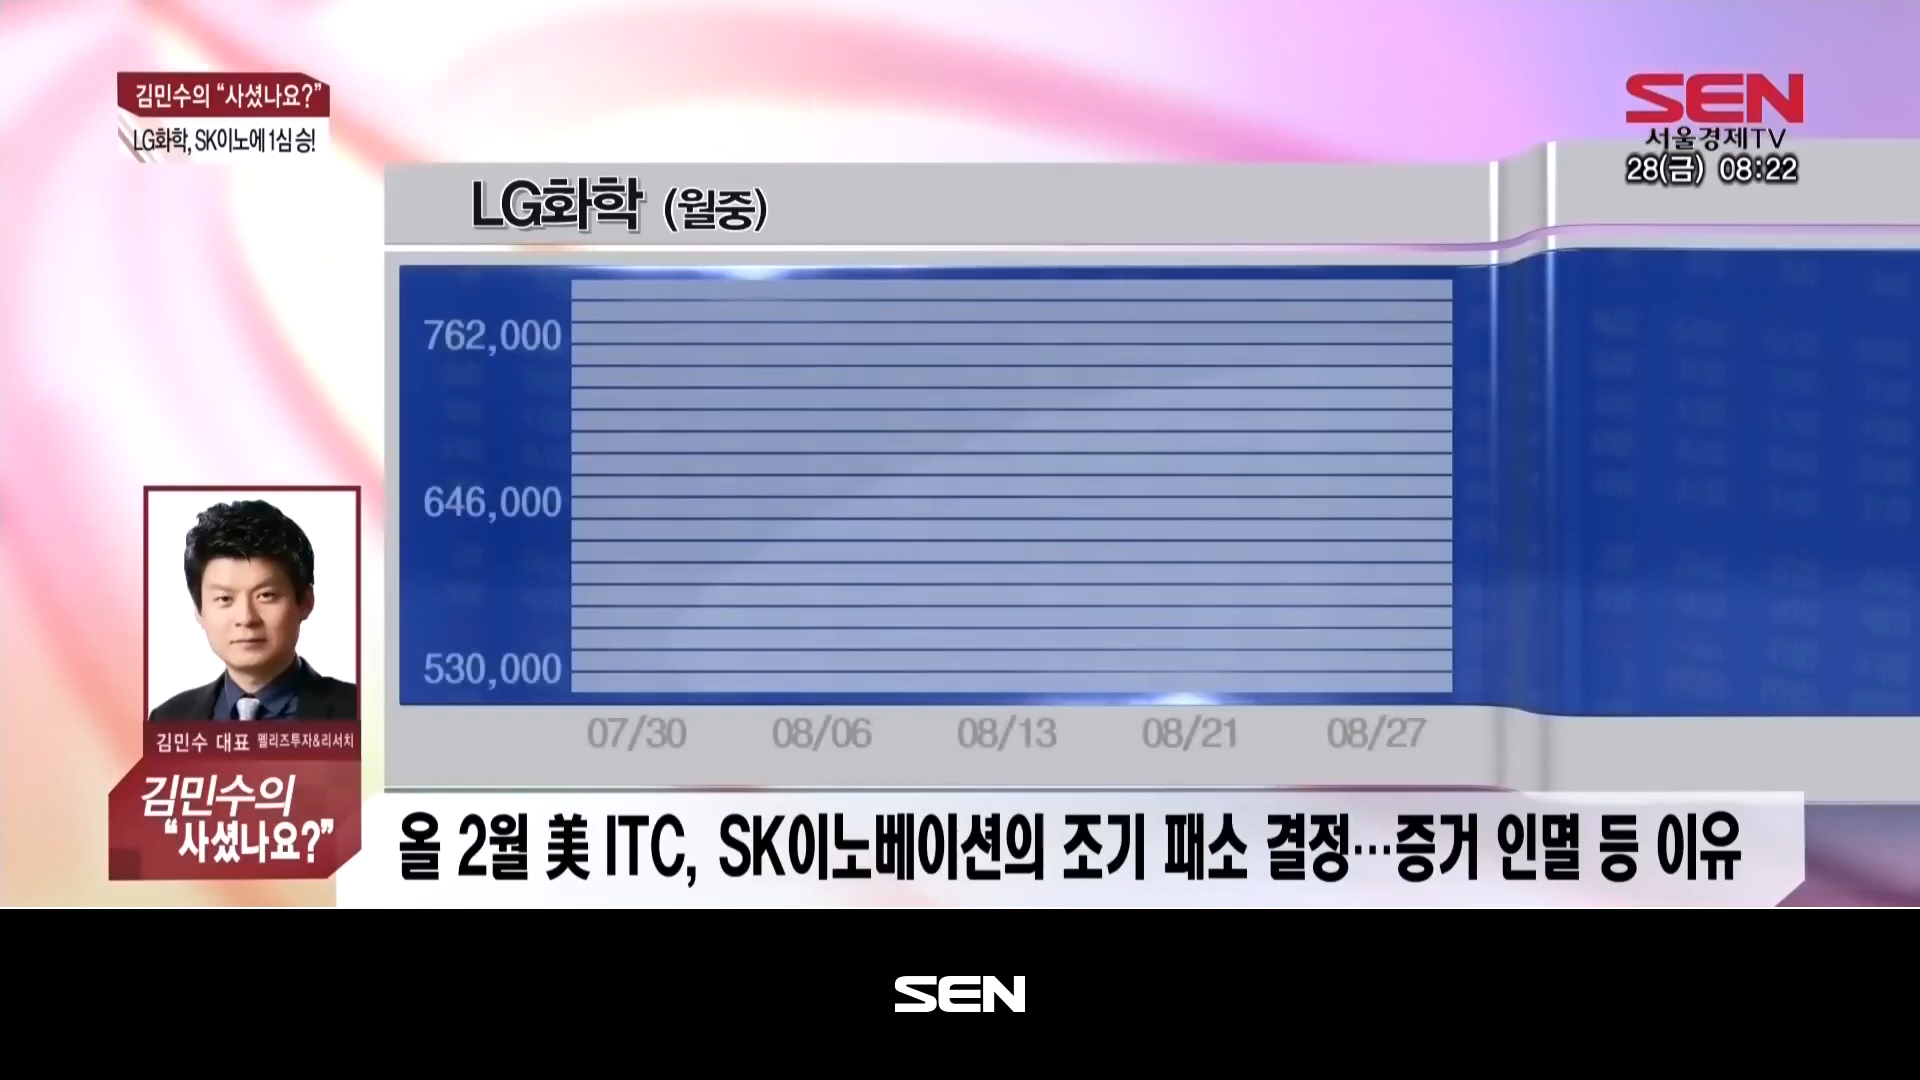 김민수의 “사셨나요?”
LG화학, SK이노에 1심 승!
SEN
서울경제TV
28(금) 08:22
LG화학 (월중)
762,000
646,000
530,000
07/30 08/06 08/13 08/21 08/27
김민수 대표 펠리즈투자&리서치
김민수의
“사셨나요?”
올 2월 美 ITC, SK이노베이션의 조기 패소 결정…증거 인멸 등 이유
SEN